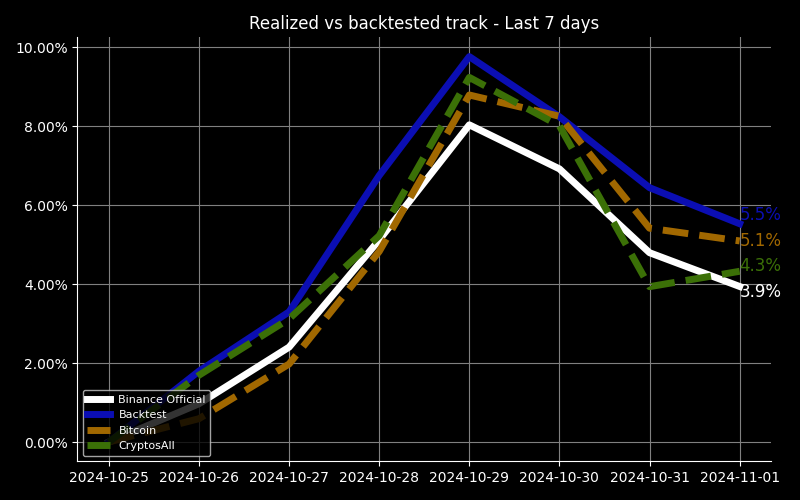 Realized vs backtested track - Last 7 days
10.00%
8.00%
6.00%
4.00%
2.00%
0.00%
5.5%
5.1%
4.3%
3.9%
Binance Official
Backtest
Bitcoin
CryptosAll
2024-10-25 2024-10-26 2024-10-27 2024-10-28 2024-10-29 2024-10-30 2024-10-31 2024-11-01